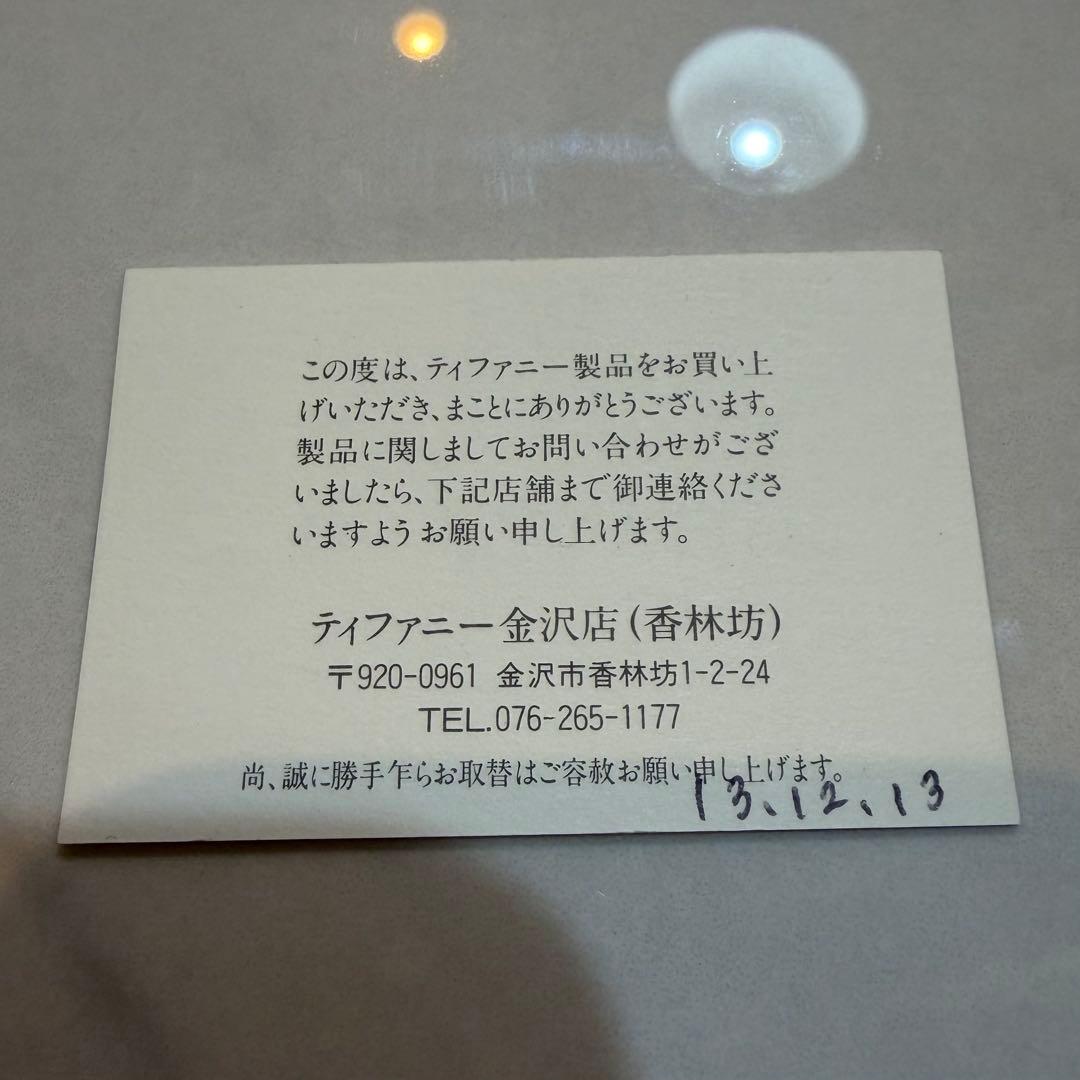 この度は、ティファニー製品をお買い上
げいただき、まことにありがとうございます。
製品に関しましてお問い合わせがござ
いましたら、下記店舗まで御連絡くださ
いますようお願い申し上げます。
ティファニー金沢店(香林坊)
〒920-0961 金沢市香林坊1-2-24
TEL.076-265-1177
尚、誠に勝手乍らお取替はご容赦お願い申し上げます。
13.12.13